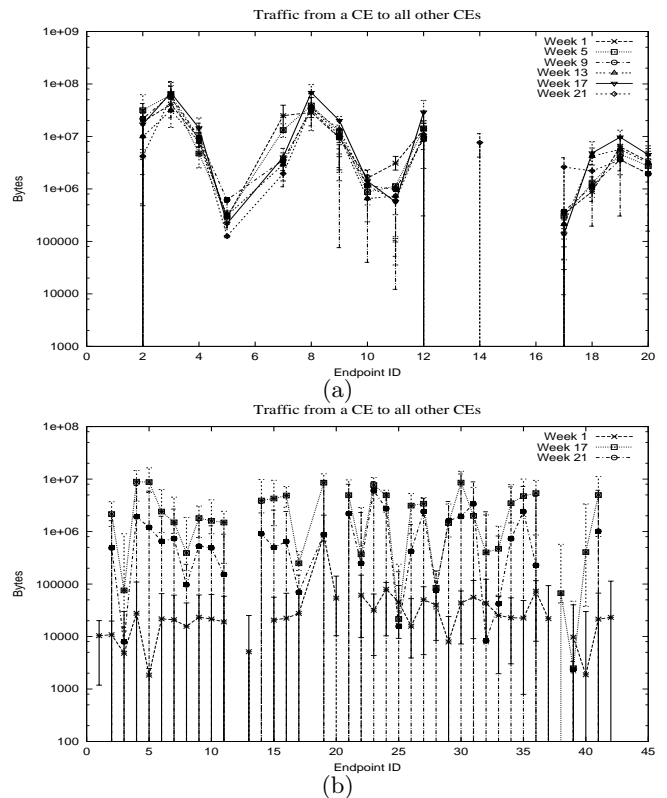 Traffic from a CE to all other CEs
1e+09
1e+08
1e+07
1e+06
100000
10000
1000
Bytes
Week 1
Week 5
Week 9
Week 13
Week 17
Week 21
0 2 4 6 8 10 12 14 16 18 20
Endpoint ID
(a)
Traffic from a CE to all other CEs
1e+08
1e+07
1e+06
100000
10000
1000
100
Bytes
Week 1
Week 17
Week 21
0 5 10 15 20 25 30 35 40 45
Endpoint ID
(b)